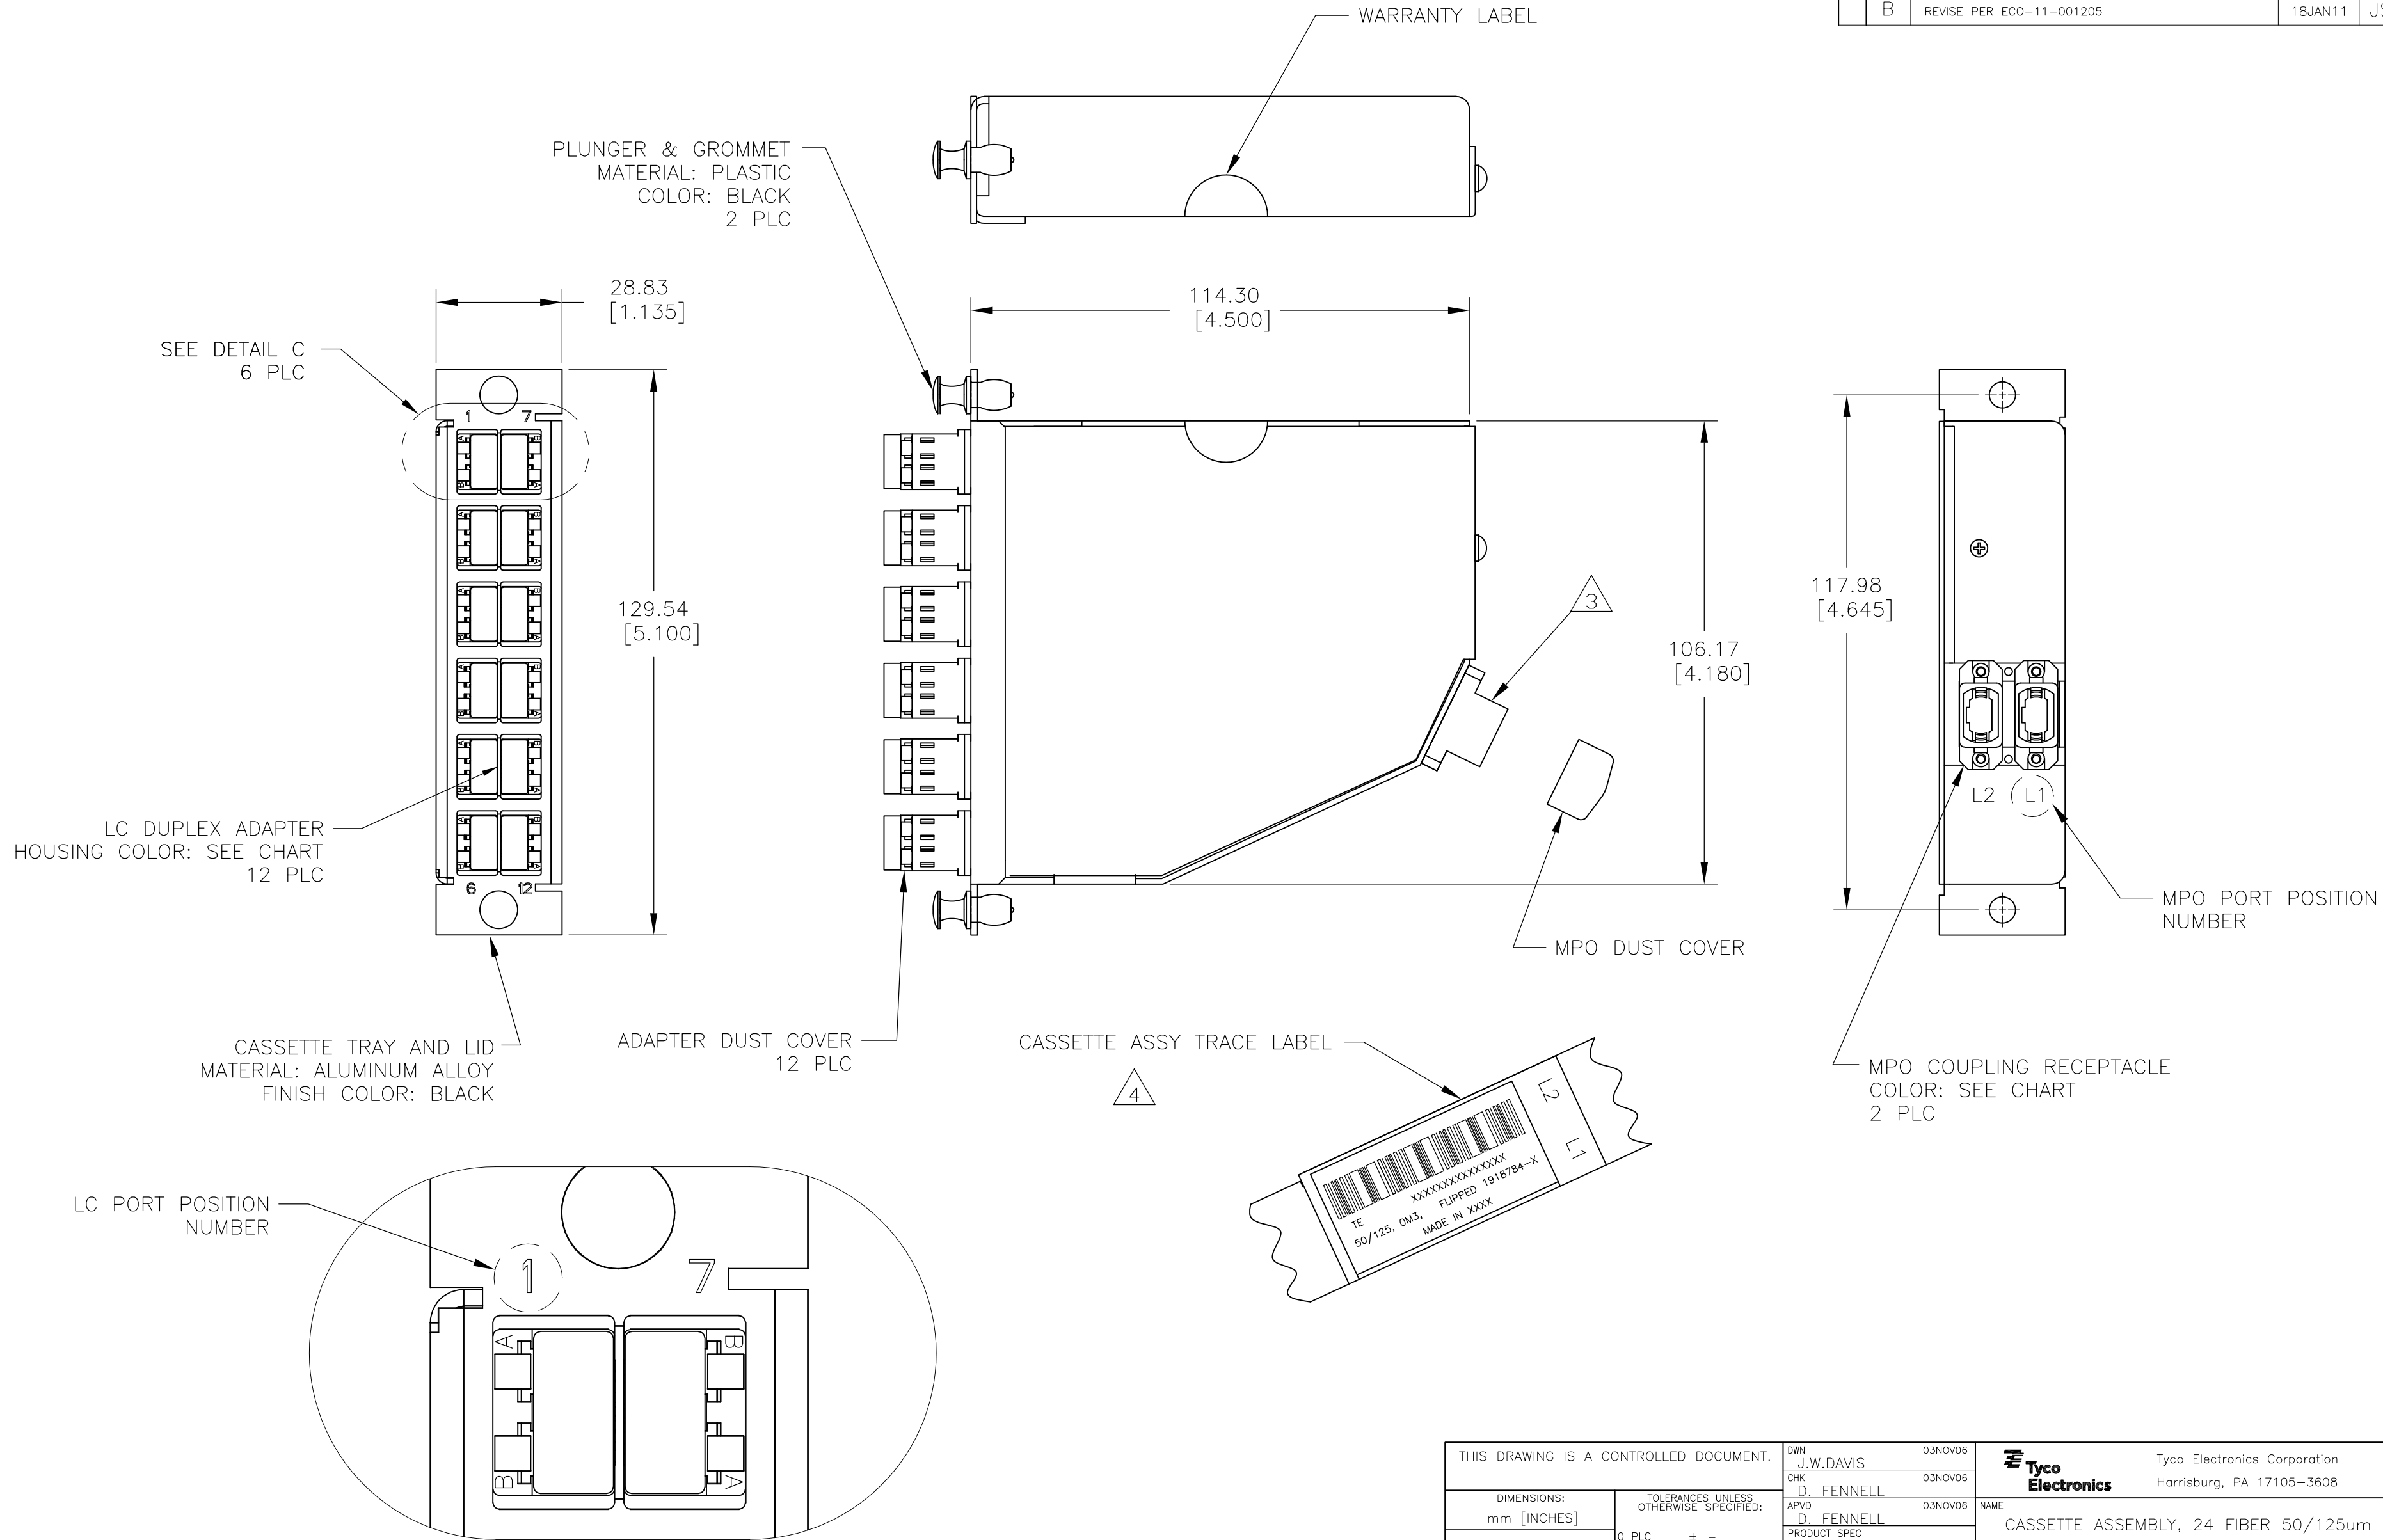 B REVISE PER ECO-11-001205 18JAN11
WARRANTY LABEL
PLUNGER & GROMMET
MATERIAL: PLASTIC
COLOR: BLACK
2 PLC
28.83
[1.135]
114.30
[4.500]
SEE DETAIL C
6 PLC
1 7
A B
B A
A B
B A
A B
B A
A B
B A
A B
B A
A B
B A
6 12
129.54
[5.100]
3
106.17
[4.180]
117.98
[4.645]
L2 L1
LC DUPLEX ADAPTER
HOUSING COLOR: SEE CHART
12 PLC
MPO PORT POSITION
NUMBER
MPO DUST COVER
CASSETTE TRAY AND LID
MATERIAL: ALUMINUM ALLOY
FINISH COLOR: BLACK
ADAPTER DUST COVER
12 PLC
CASSETTE ASSY TRACE LABEL
4
MPO COUPLING RECEPTACLE
COLOR: SEE CHART
2 PLC
L2
L1
XXXXXXXXXXXXXXX
TE FLIPPED 1918784-X
50/125, OM3,
MADE IN XXXX
LC PORT POSITION
NUMBER
1 7
A B
B A
THIS DRAWING IS A CONTROLLED DOCUMENT.
DIMENSIONS:
mm [INCHES]
TOLERANCES UNLESS
OTHERWISE SPECIFIED:
0 PLC ± -
DWN 03NOV06
J.W.DAVIS
CHK 03NOV06
D. FENNELL
APVD 03NOV06
D. FENNELL
PRODUCT SPEC
Tyco
Electronics
Tyco Electronics Corporation
Harrisburg, PA 17105-3608
NAME
CASSETTE ASSEMBLY, 24 FIBER 50/125um